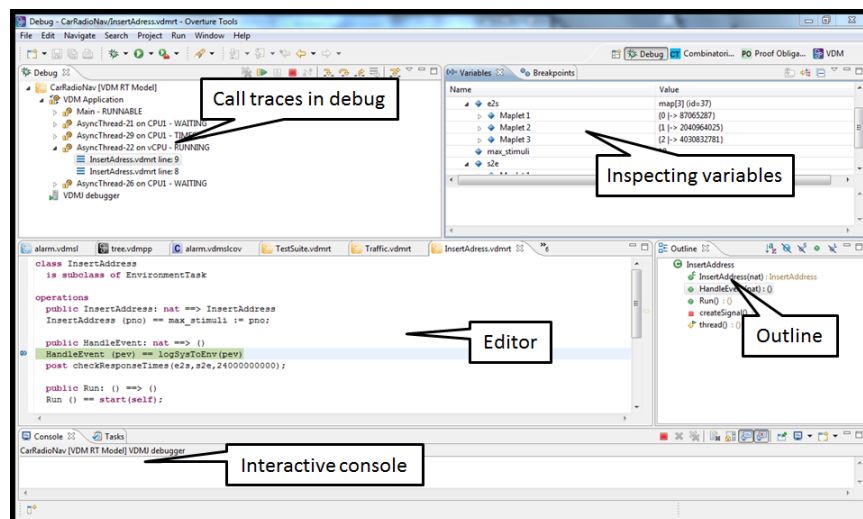 Debug - CarRadioNav/InsertAdress.vdmrt - Overture Tools
File Edit Navigate Search Project Run Window Help
Debug Combinatori... PO Proof Obliga... VDM
Debug
CarRadioNav [VDM RT Model]
VDM Application
Main - RUNNABLE
AsyncThread-21 on CPU1 - WAITING
AsyncThread-29 on CPU1 -
AsyncThread-22 on vCPU - RUNNING
InsertAdress.vdmrt line: 9
InsertAdress.vdmrt line: 8
AsyncThread-26 on CPU1 - WAITING
VDMJ debugger
Call traces in debug
Variables Breakpoints
Name Value
e2s map[3] (id=37)
Maplet 1 {0 |-> 87065287}
Maplet 2 {1 |-> 2040964025}
Maplet 3 {2 |-> 4030832781}
max_stimuli
s2e
Inspecting variables
alarm.vdmsl tree.vdmpp alarm.vdmslcov TestSuite.vdmrt Traffic.vdmrt InsertAdress.vdmrt »6
class InsertAddress
is subclass of EnvironmentTask
operations
public InsertAddress: nat ==> InsertAddress
InsertAddress (pno) == max_stimuli := pno;
public HandleEvent: nat ==> ()
HandleEvent (pev) == logSysToEnv(pev)
post checkResponseTimes(e2s,s2e,24000000000);
public Run: () ==> ()
Run () == start(self);
Editor
Outline
InsertAddress
InsertAddress(nat) : InsertAddress
HandleEvent(nat) : ()
Run() : ()
createSignal()
thread() : ()
Outline
Console Tasks
CarRadioNav [VDM RT Model] VDMJ debugger
Interactive console